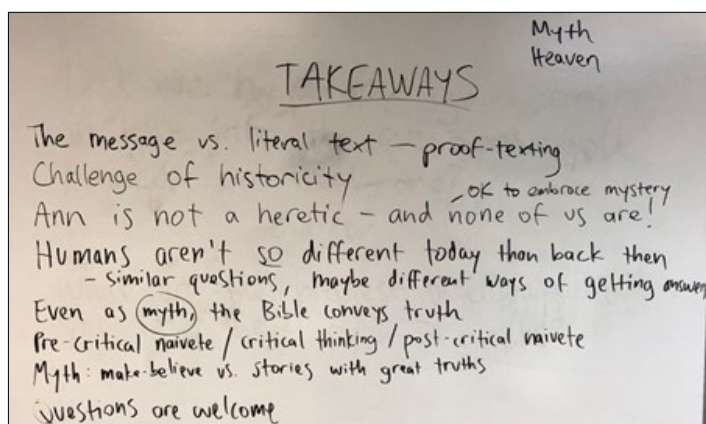 Myth
Heaven
TAKEAWAYS
The message vs. literal text – proof-texting
Challenge of historicity
OK to embrace mystery
Ann is not a heretic – and none of us are!
Humans aren't so different today than back then
– similar questions, maybe different ways of getting answers
Even as myth, the Bible conveys truth
Pre-critical naivete / critical thinking / post-critical naivete
Myth: make-believe vs. stories with great truths
Questions are welcome